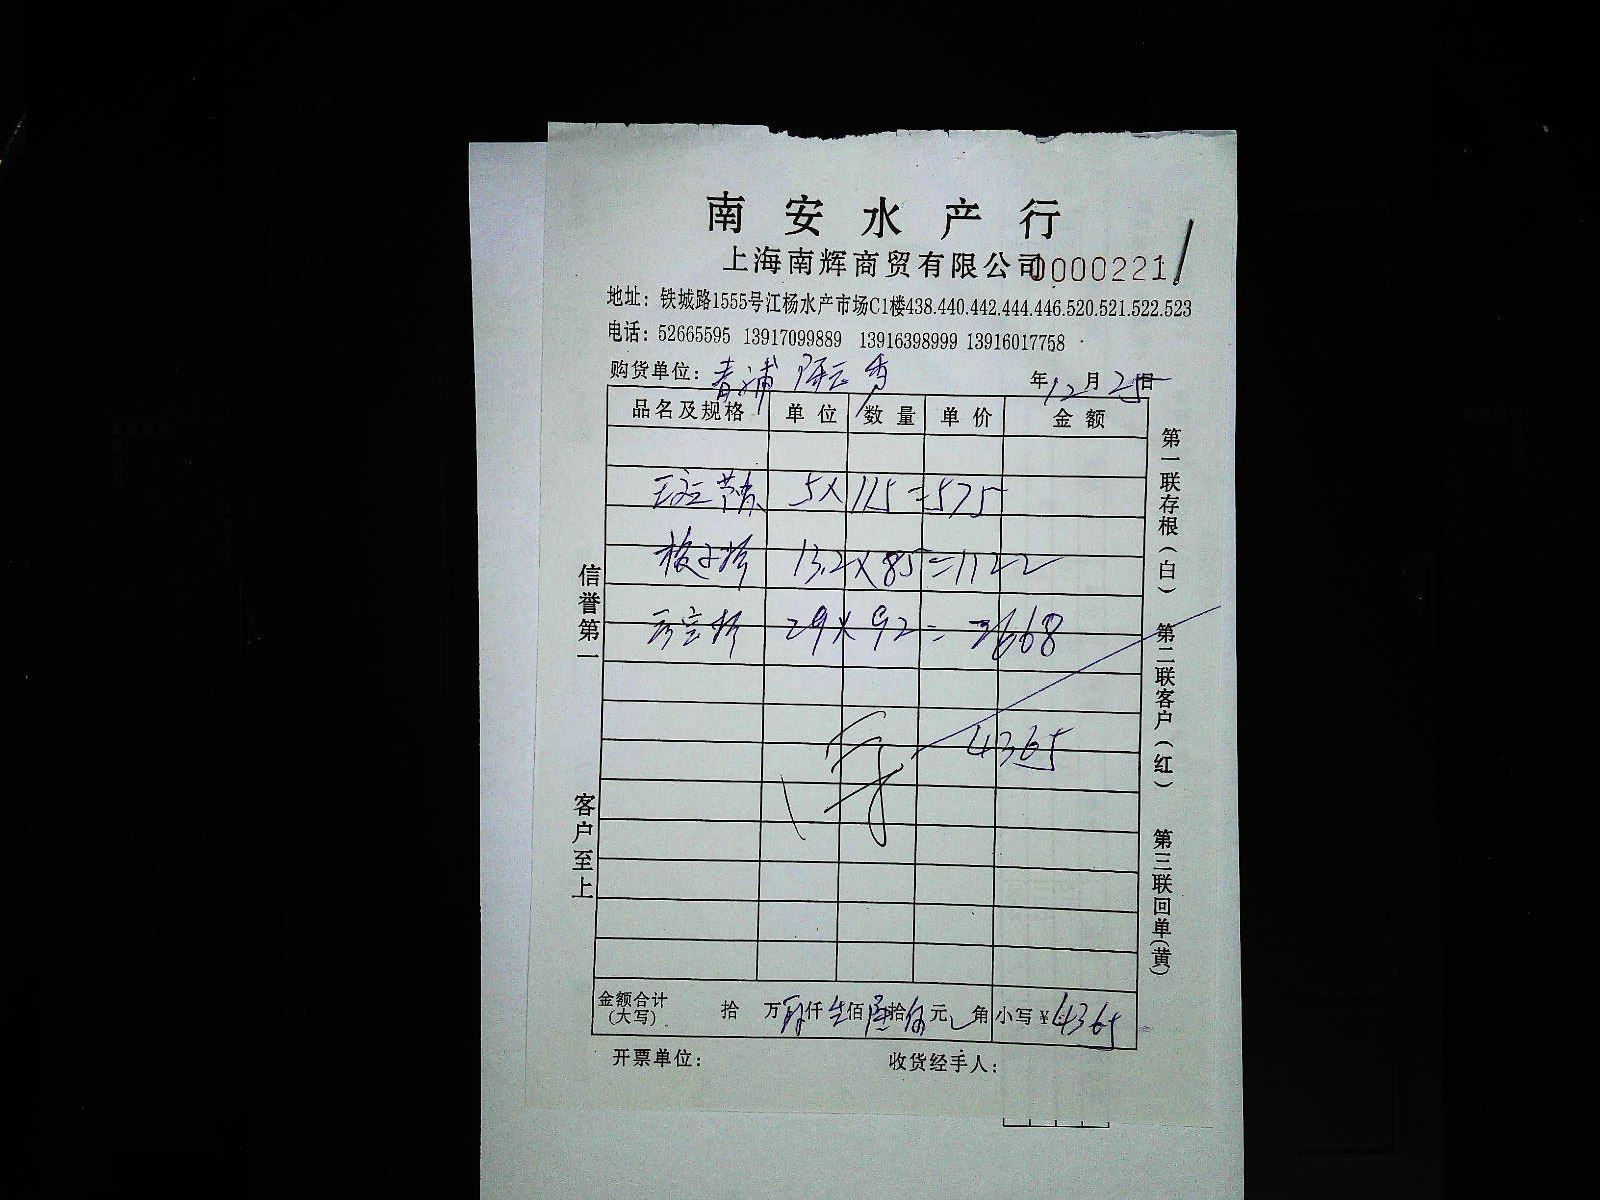 南安水产行
上海南辉商贸有限公司 0000221
地址：铁城路1555号江杨水产市场C1楼438.440.442.444.446.520.521.522.523
电话：52665595 13917099889 13916398999 13916017758
购货单位：青浦 年12月25日
品名及规格 单位 数量 单价 金额
5×115=575
13.2×85=1122
29×92=2668
4365
金额合计（大写） 拾 万 肆仟 佰 陆拾 伍元 角 小写¥4365
开票单位： 收货经手人：
信誉第一
客户至上
第一联存根（白） 第二联客户（红） 第三联回单（黄）